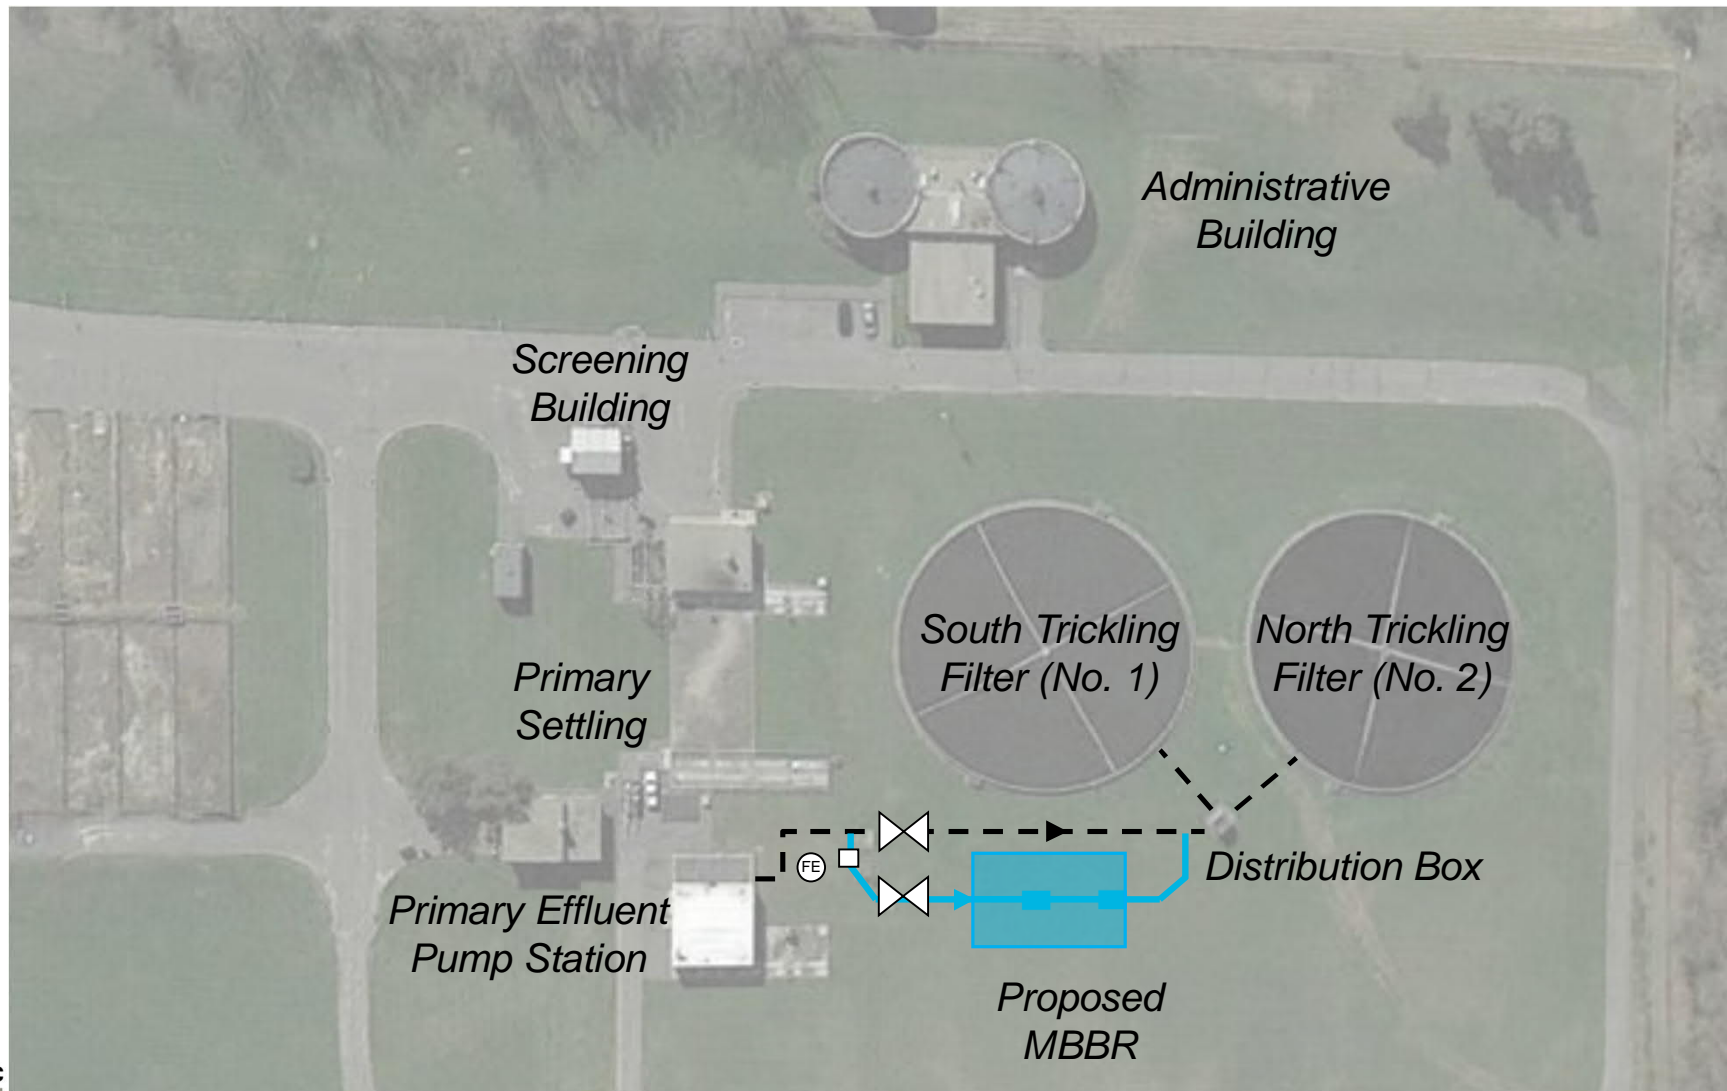 Administrative
Building
Screening
Building
South Trickling
Filter (No. 1)
North Trickling
Filter (No. 2)
Primary
Settling
FE
Distribution Box
Primary Effluent
Pump Station
Proposed
MBBR